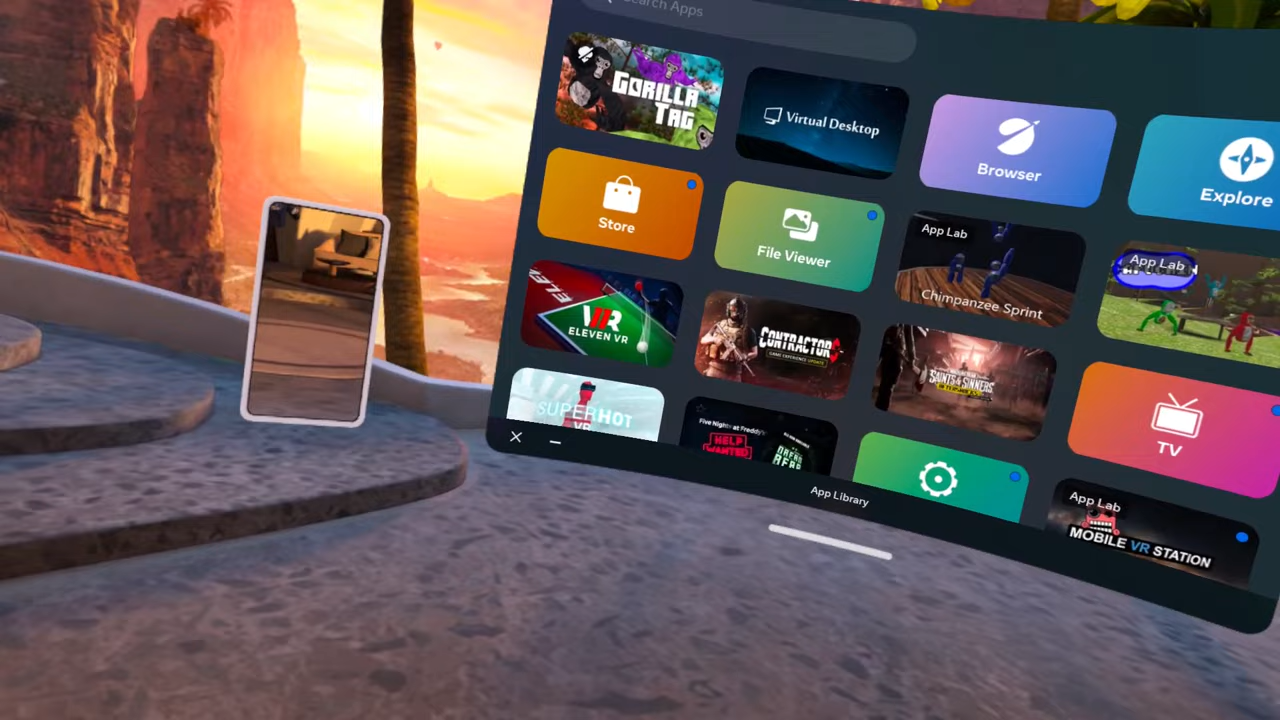 Search Apps
GORILLA
TAG
Virtual Desktop
Browser
Explore
Store
File Viewer
App Lab
Chimpanzee Sprint
App Lab
ELEVEN VR
CONTRACTORS
GAME EXPERIENCE UPDATE
SAINTS & SINNERS
TV
SUPERHOT
VR
Five Nights at Freddy's
HELP
WANTED
App Lab
MOBILE VR STATION
App Library